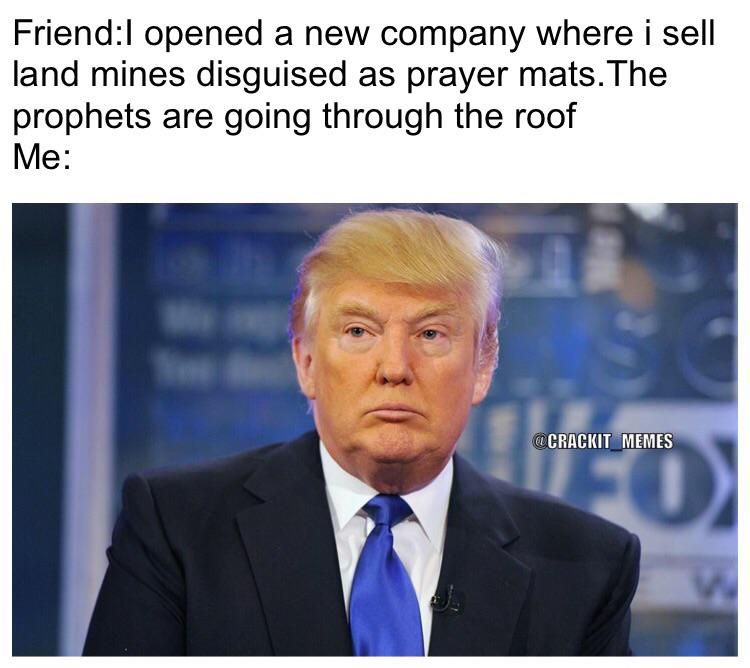 Friend:I opened a new company where i sell
land mines disguised as prayer mats.The
prophets are going through the roof
Me:
@CRACKIT_MEMES
FOX